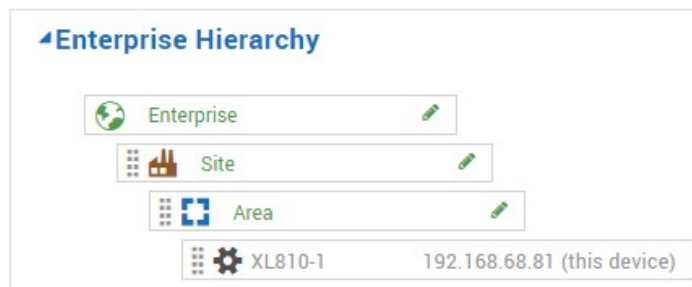 Enterprise Hierarchy
Enterprise
Site
Area
XL810-1 192.168.68.81 (this device)